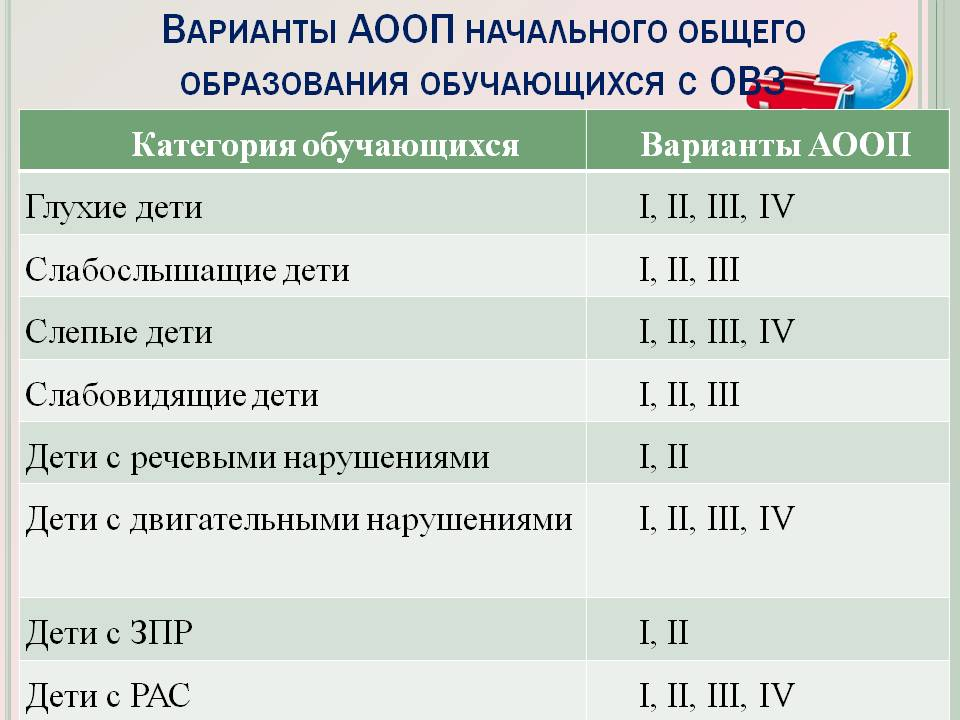 Варианты АООП начального общего
образования обучающихся с ОВЗ
Категория обучающихся Варианты АООП
Глухие дети I, II, III, IV
Слабослышащие дети I, II, III
Слепые дети I, II, III, IV
Слабовидящие дети I, II, III
Дети с речевыми нарушениями I, II
Дети с двигательными нарушениями I, II, III, IV
Дети с ЗПР I, II
Дети с РАС I, II, III, IV